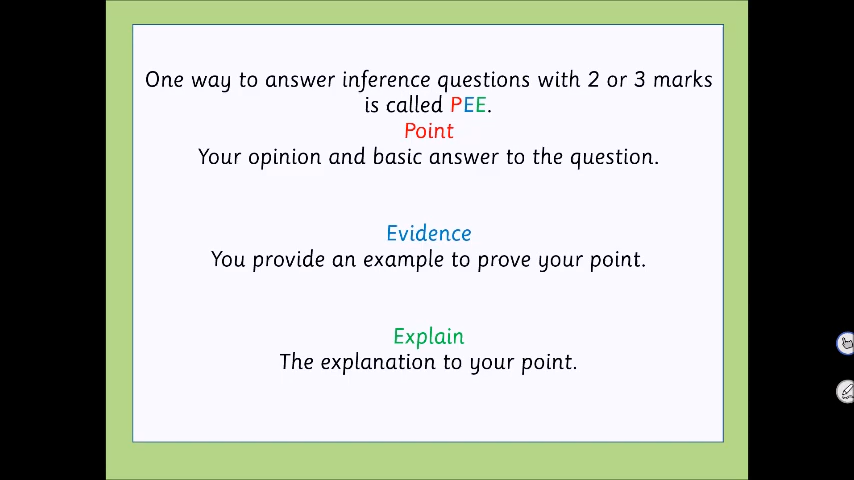 One way to answer inference questions with 2 or 3 marks
is called PEE.
Point
Your opinion and basic answer to the question.
Evidence
You provide an example to prove your point.
Explain
The explanation to your point.